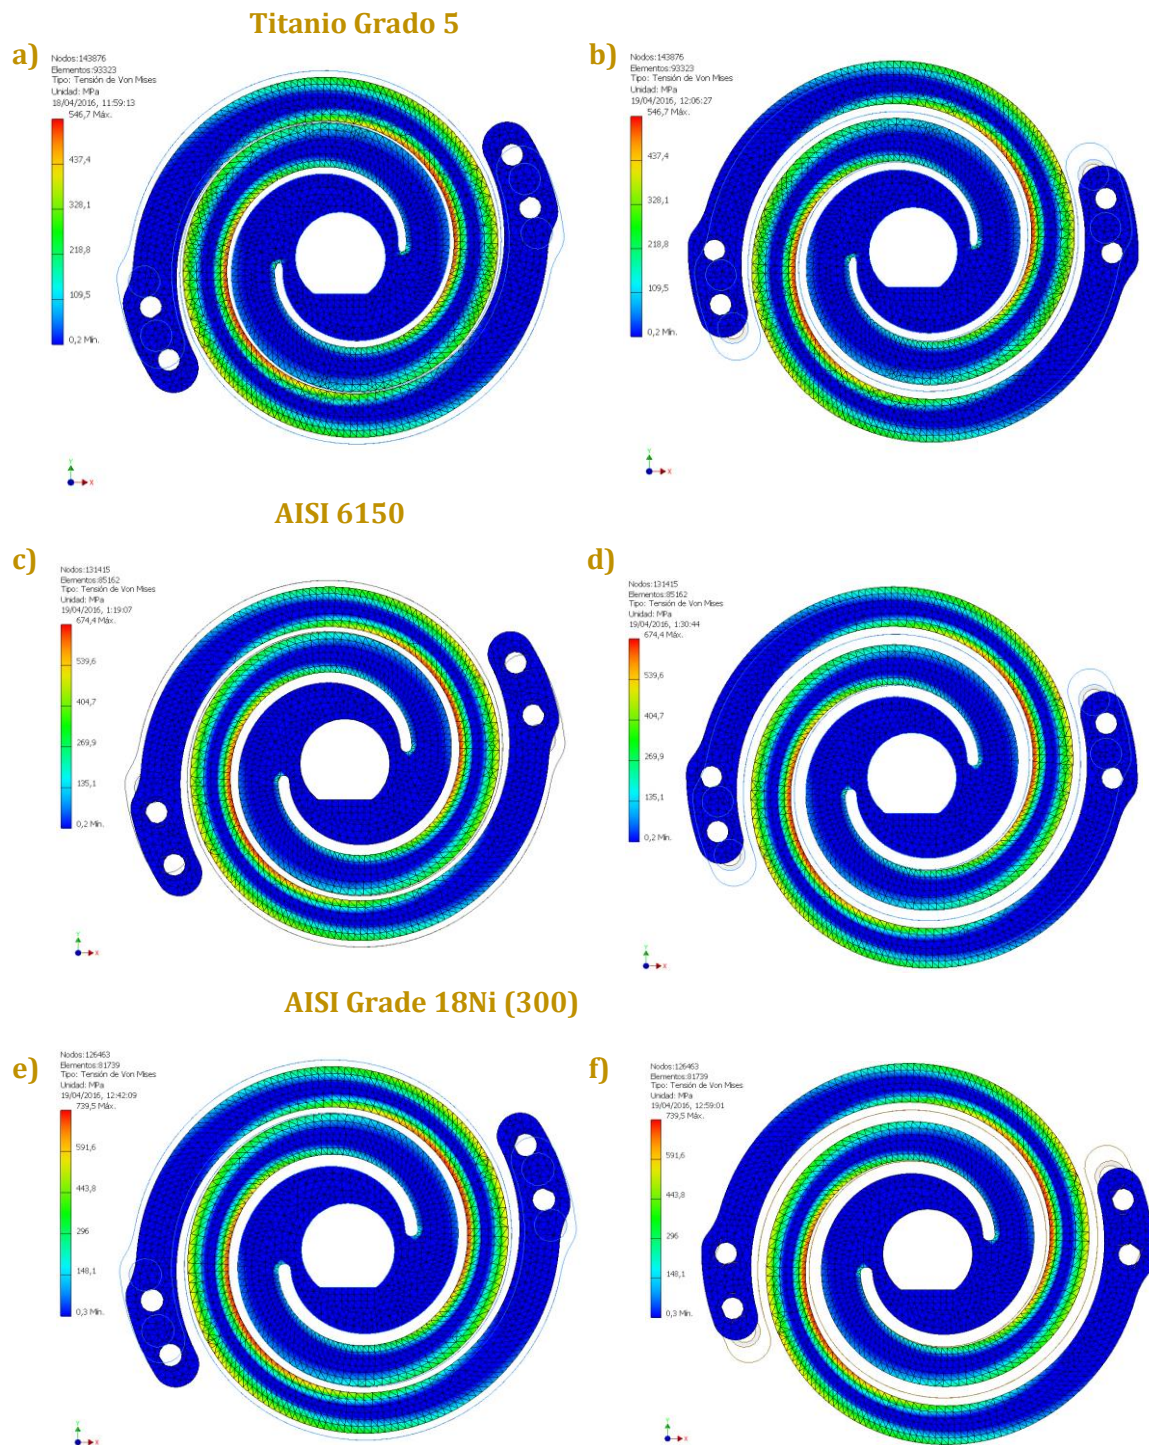 Titanio Grado 5
a)
Nodos:143876
Elementos:93323
Tipo: Tensión de Von Mises
Unidad: MPa
18/04/2016, 11:59:13
546,7 Máx.
437,4
328,1
218,8
109,5
0,2 Mín.
Y
X
b)
Nodos:143876
Elementos:93323
Tipo: Tensión de Von Mises
Unidad: MPa
19/04/2016, 12:06:27
546,7 Máx.
437,4
328,1
218,8
109,5
0,2 Mín.
Y
X
AISI 6150
c)
Nodos:131415
Elementos:85162
Tipo: Tensión de Von Mises
Unidad: MPa
19/04/2016, 1:19:07
674,4 Máx.
539,6
404,7
269,9
135,1
0,2 Mín.
Y
X
d)
Nodos:131415
Elementos:85162
Tipo: Tensión de Von Mises
Unidad: MPa
19/04/2016, 1:30:44
674,4 Máx.
539,6
404,7
269,9
135,1
0,2 Mín.
Y
X
AISI Grade 18Ni (300)
e)
Nodos:126463
Elementos:81739
Tipo: Tensión de Von Mises
Unidad: MPa
19/04/2016, 12:42:09
739,5 Máx.
591,6
443,8
296
148,1
0,3 Mín.
Y
X
f)
Nodos:126463
Elementos:81739
Tipo: Tensión de Von Mises
Unidad: MPa
19/04/2016, 12:59:01
739,5 Máx.
591,6
443,8
296
148,1
0,3 Mín.
Y
X